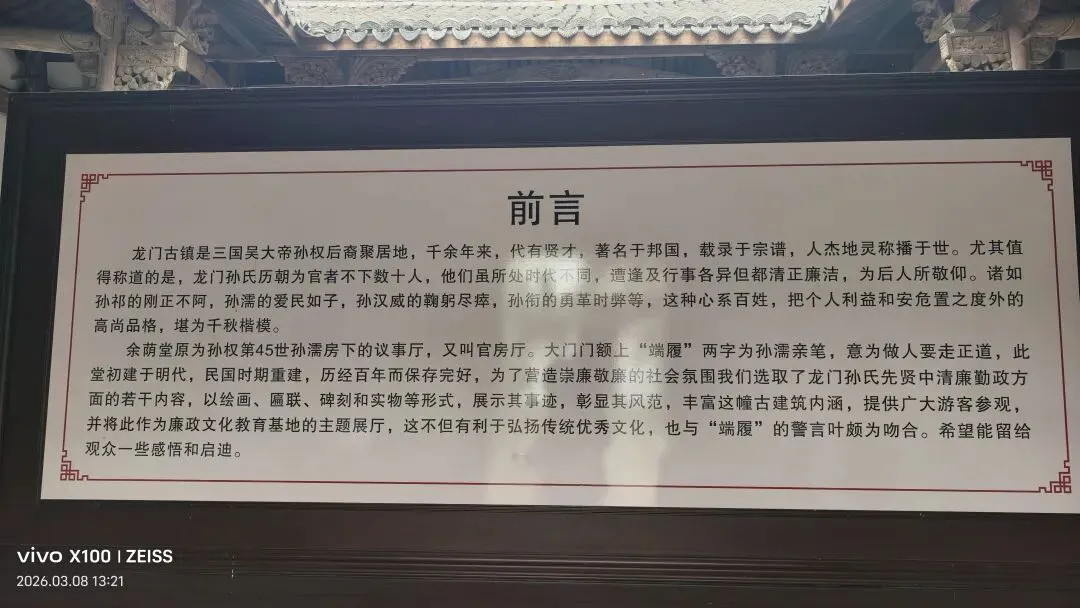 前言
龙门古镇是三国吴大帝孙权后裔聚居地，千余年来，代有贤才，著名于邦国，载录于宗谱，人杰地灵称播于世。尤其值
得称道的是，龙门孙氏历朝为官者不下数十人，他们虽所处时代不同，遭逢及行事各异但都清正廉洁，为后人所敬仰。诸如
孙祁的刚正不阿，孙濡的爱民如子，孙汉威的鞠躬尽瘁，孙衔的勇革时弊等，这种心系百姓，把个人利益和安危置之度外的
高尚品格，堪为千秋楷模。
余荫堂原为孙权第45世孙濡房下的议事厅，又叫官房厅。大门门额上“端履”两字为孙濡亲笔，意为做人要走正道，此
堂初建于明代，民国时期重建，历经百年而保存完好，为了营造崇廉敬廉的社会氛围我们选取了龙门孙氏先贤中清廉勤政方
面的若干内容，以绘画、匾联、碑刻和实物等形式，展示其事迹，彰显其风范，丰富这幢古建筑内涵，提供广大游客参观，
并将此作为廉政文化教育基地的主题展厅，这不但有利于弘扬传统优秀文化，也与“端履”的警言叶颇为吻合。希望能留给
观众一些感悟和启迪。
vivo X100 | ZEISS
2026.03.08 13:21